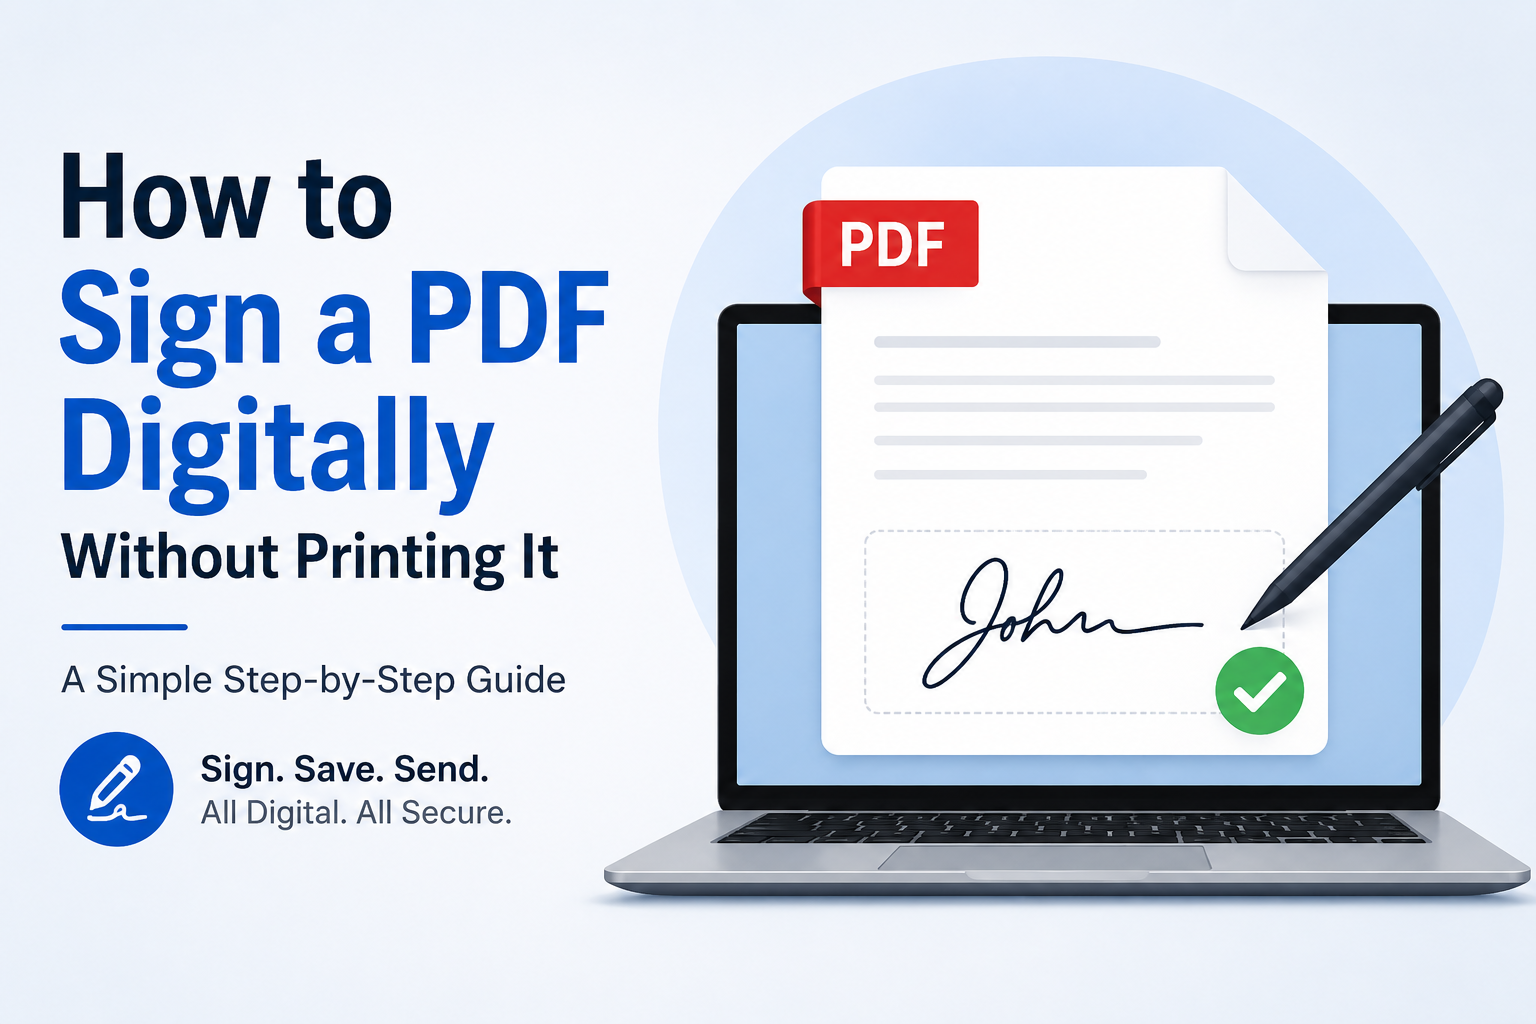 How to
Sign a PDF
Digitally
Without Printing It
A Simple Step-by-Step Guide
Sign. Save. Send.
All Digital. All Secure.
PDF
John